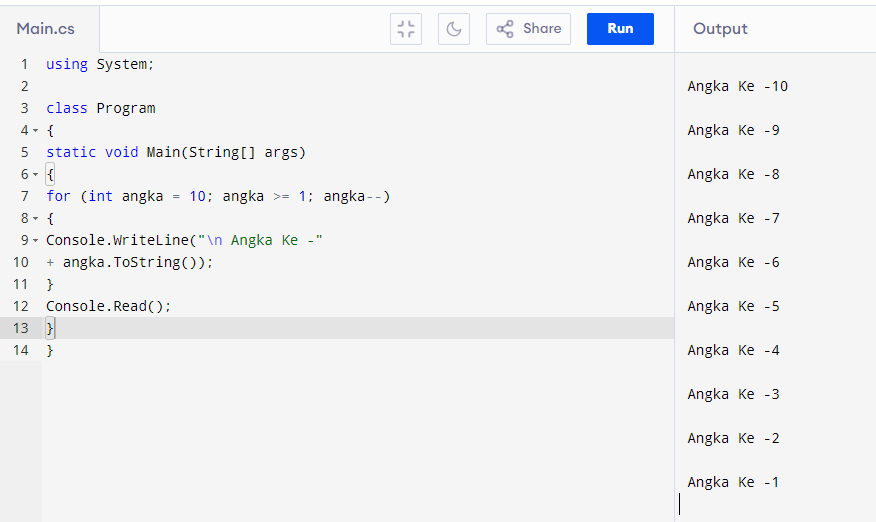 Main.cs
Share
Run
Output
1 using System;
2
3 class Program
4 {
5 static void Main(String[] args)
6 {
7 for (int angka = 10; angka >= 1; angka--)
8 {
9 Console.WriteLine("\n Angka Ke -"
10 + angka.ToString());
11 }
12 Console.Read();
13 }
14 }
Angka Ke -10
Angka Ke -9
Angka Ke -8
Angka Ke -7
Angka Ke -6
Angka Ke -5
Angka Ke -4
Angka Ke -3
Angka Ke -2
Angka Ke -1